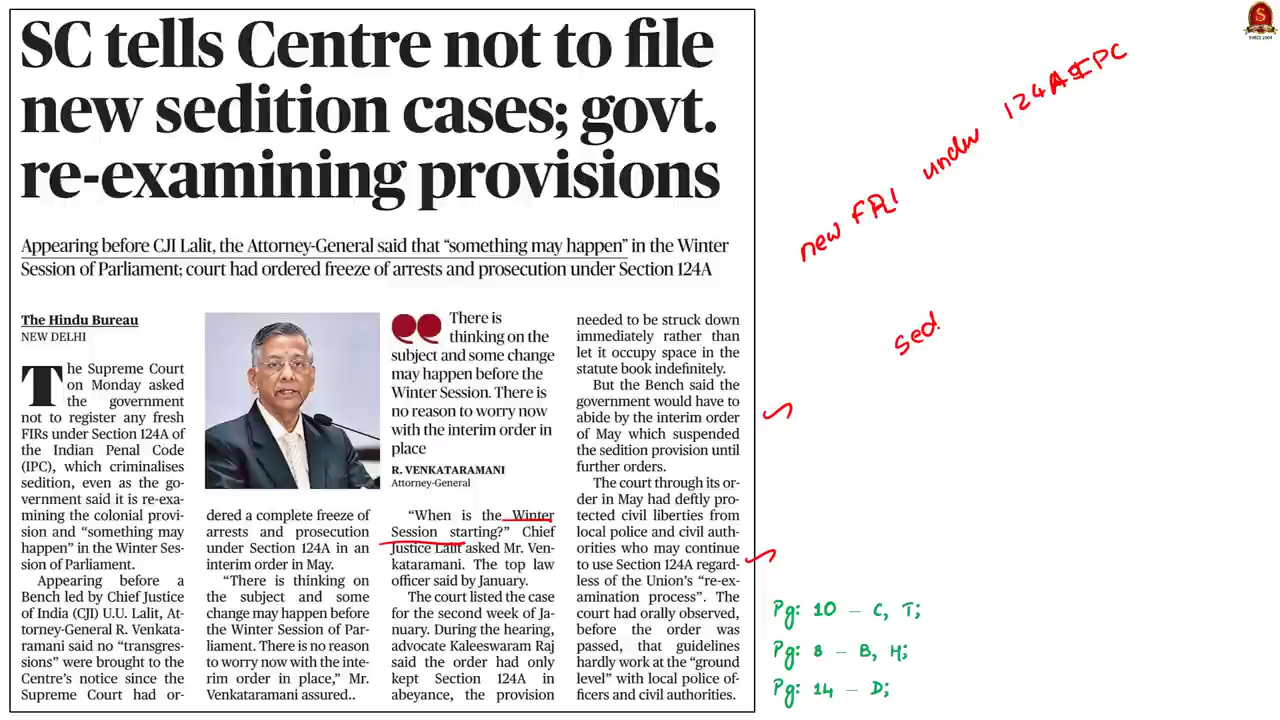 SC tells Centre not to file
new sedition cases; govt.
re-examining provisions
Appearing before CJI Lalit, the Attorney-General said that “something may happen” in the Winter
Session of Parliament; court had ordered freeze of arrests and prosecution under Section 124A
The Hindu Bureau
NEW DELHI
The Supreme Court
on Monday asked
the government
not to register any fresh
FIRs under Section 124A of
the Indian Penal Code
(IPC), which criminalises
sedition, even as the go-
vernment said it is re-exa-
mining the colonial provi-
sion and “something may
happen” in the Winter Ses-
sion of Parliament.
Appearing before a
Bench led by Chief Justice
of India (CJI) U.U. Lalit, At-
torney-General R. Venkata-
ramani said no “transgres-
sions” were brought to the
Centre’s notice since the
Supreme Court had or-
dered a complete freeze of
arrests and prosecution
under Section 124A in an
interim order in May.
“There is thinking on
the subject and some
change may happen before
the Winter Session of Par-
liament. There is no reason
to worry now with the inte-
rim order in place,” Mr.
Venkataramani assured..
There is
thinking on the
subject and some change
may happen before the
Winter Session. There is
no reason to worry now
with the interim order in
place
R. VENKATARAMANI
Attorney-General
“When is the Winter
Session starting?” Chief
Justice Lalit asked Mr. Ven-
kataramani. The top law
officer said by January.
The court listed the case
for the second week of Ja-
nuary. During the hearing,
advocate Kaleeswaram Raj
said the order had only
kept Section 124A in
abeyance, the provision
needed to be struck down
immediately rather than
let it occupy space in the
statute book indefinitely.
But the Bench said the
government would have to
abide by the interim order
of May which suspended
the sedition provision until
further orders.
The court through its or-
der in May had deftly pro-
tected civil liberties from
local police and civil auth-
orities who may continue
to use Section 124A regard-
less of the Union’s “re-ex-
amination process”. The
court had orally observed,
before the order was
passed, that guidelines
hardly work at the “ground
level” with local police of-
ficers and civil authorities.
S
SINCE 2004
new FRI under 124A IPC
sed
Pg: 10 – C, T;
Pg: 8 – B, H;
Pg: 14 – D;